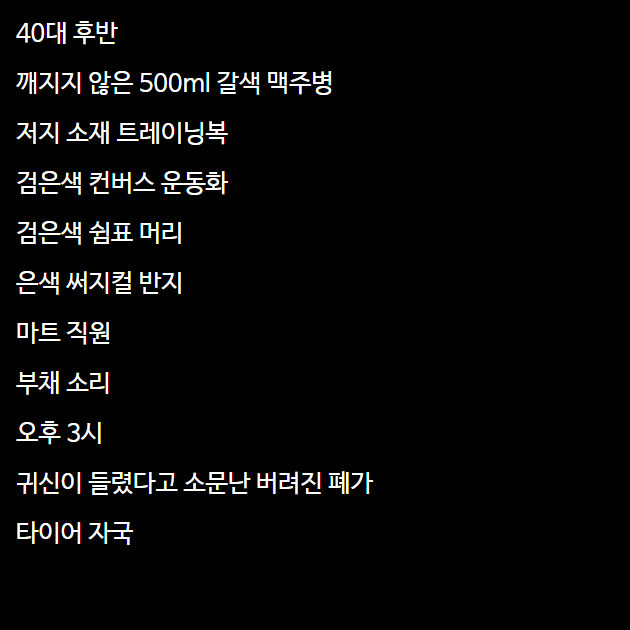 40대 후반
깨지지 않은 500ml 갈색 맥주병
저지 소재 트레이닝복
검은색 컨버스 운동화
검은색 쉼표 머리
은색 써지컬 반지
마트 직원
부채 소리
오후 3시
귀신이 들렸다고 소문난 버려진 폐가
타이어 자국